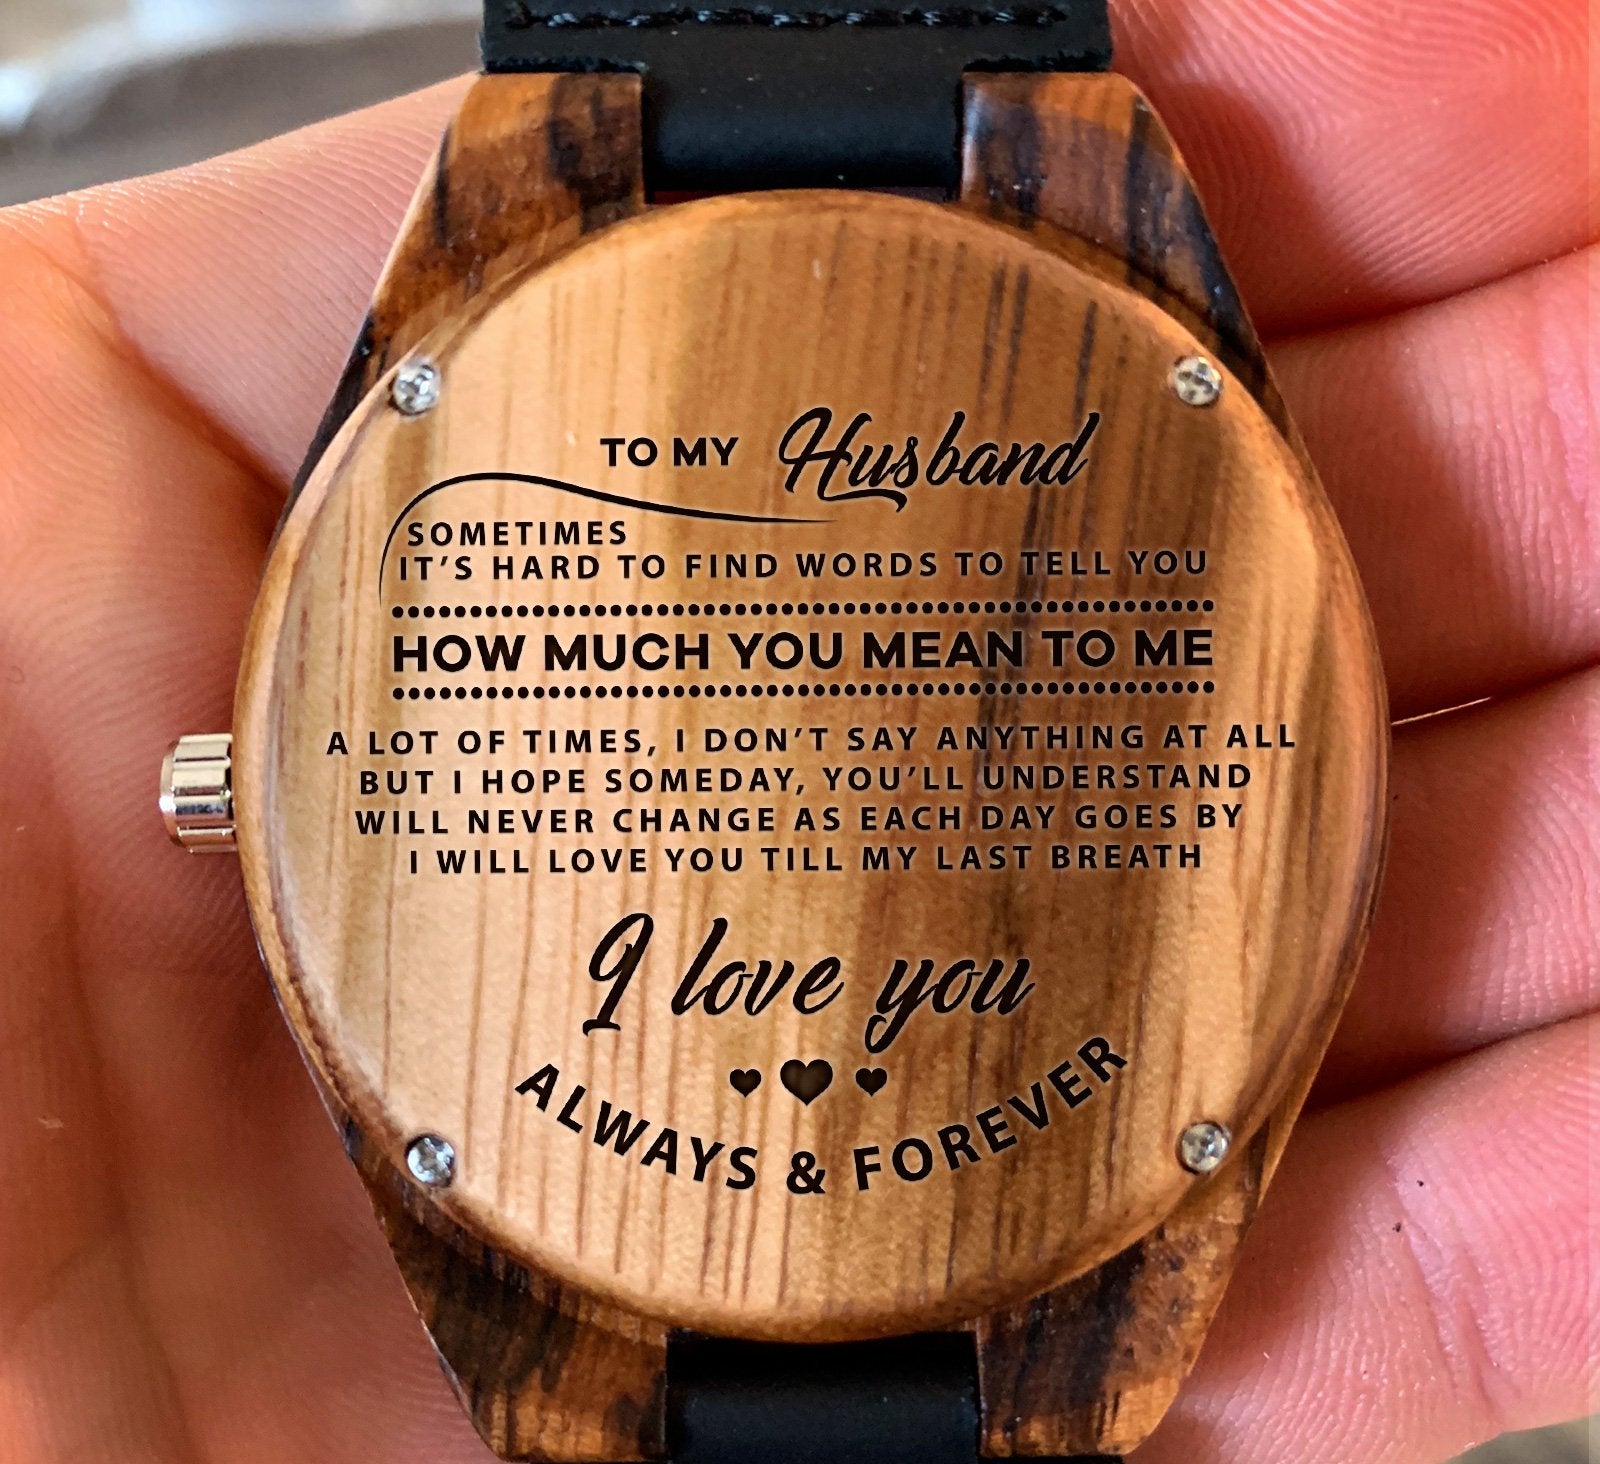 TO MY Husband
SOMETIMES
IT'S HARD TO FIND WORDS TO TELL YOU
HOW MUCH YOU MEAN TO ME
A LOT OF TIMES, I DON'T SAY ANYTHING AT ALL
BUT I HOPE SOMEDAY, YOU'LL UNDERSTAND
WILL NEVER CHANGE AS EACH DAY GOES BY
I WILL LOVE YOU TILL MY LAST BREATH
I love you
ALWAYS & FOREVER